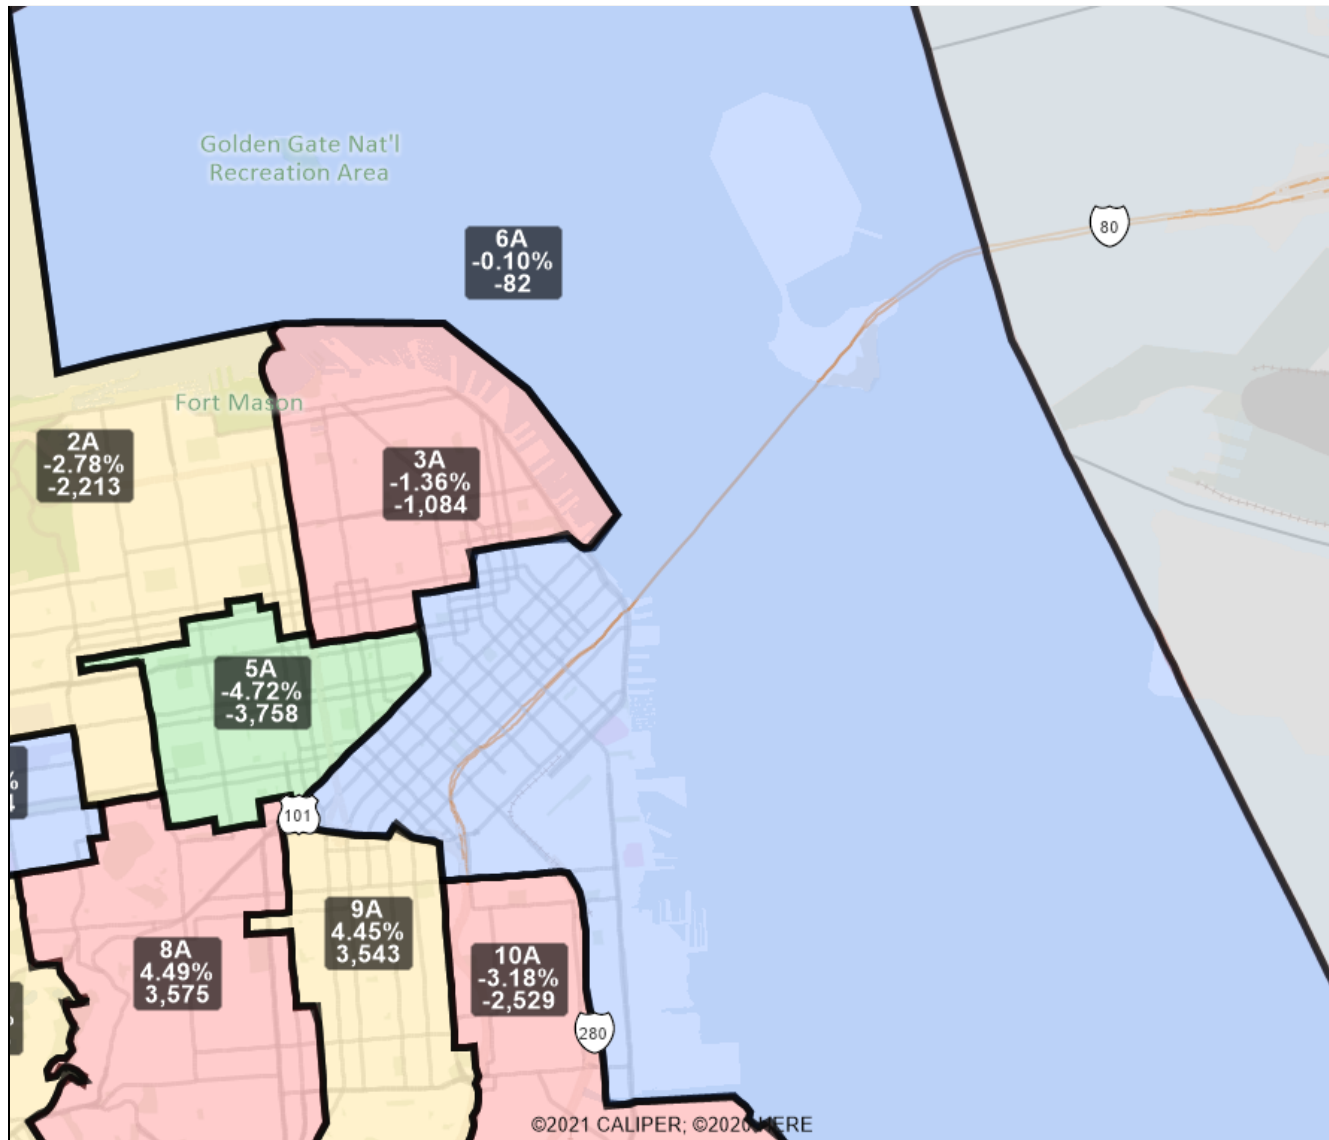 Golden Gate Nat'l
Recreation Area
6A
-0.10%
-82
80
Fort Mason
2A
-2.78%
-2,213
3A
-1.36%
-1,084
5A
-4.72%
-3,758
%
101
9A
4.45%
3,543
8A
4.49%
3,575
10A
-3.18%
-2,529
280
©2021 CALIPER; ©2020 HERE